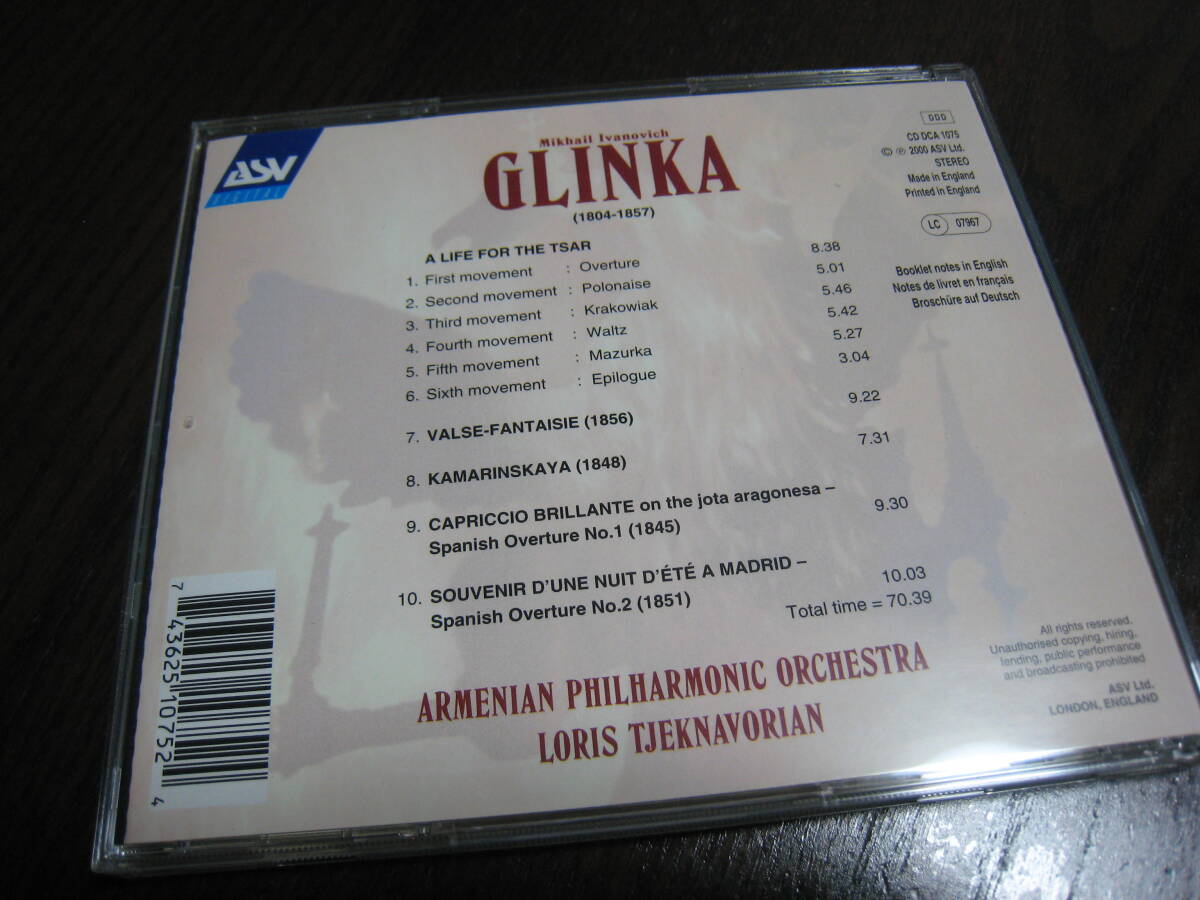 ASV
DIGITAL
Mikhail Ivanovich
GLINKA
(1804-1857)
A LIFE FOR THE TSAR
1. First movement : Overture 8.38
2. Second movement : Polonaise 5.01
3. Third movement : Krakowiak 5.46
4. Fourth movement : Waltz 5.42
5. Fifth movement : Mazurka 5.27
6. Sixth movement : Epilogue 3.04
7. VALSE-FANTAISIE (1856) 9.22
8. KAMARINSKAYA (1848) 7.31
9. CAPRICCIO BRILLANTE on the jota aragonesa –
Spanish Overture No.1 (1845) 9.30
10. SOUVENIR D'UNE NUIT D'ÉTÉ A MADRID –
Spanish Overture No.2 (1851) 10.03
Total time = 70.39
ARMENIAN PHILHARMONIC ORCHESTRA
LORIS TJEKNAVORIAN
DDD
CD DCA 1075
© ℗ 2000 ASV Ltd.
STEREO
Made in England
Printed in England
LC 07967
Booklet notes in English
Notes de livret en français
Broschüre auf Deutsch
All rights reserved.
Unauthorised copying, hiring,
lending, public performance
and broadcasting prohibited
ASV Ltd.
LONDON, ENGLAND
7 43625 10752 4